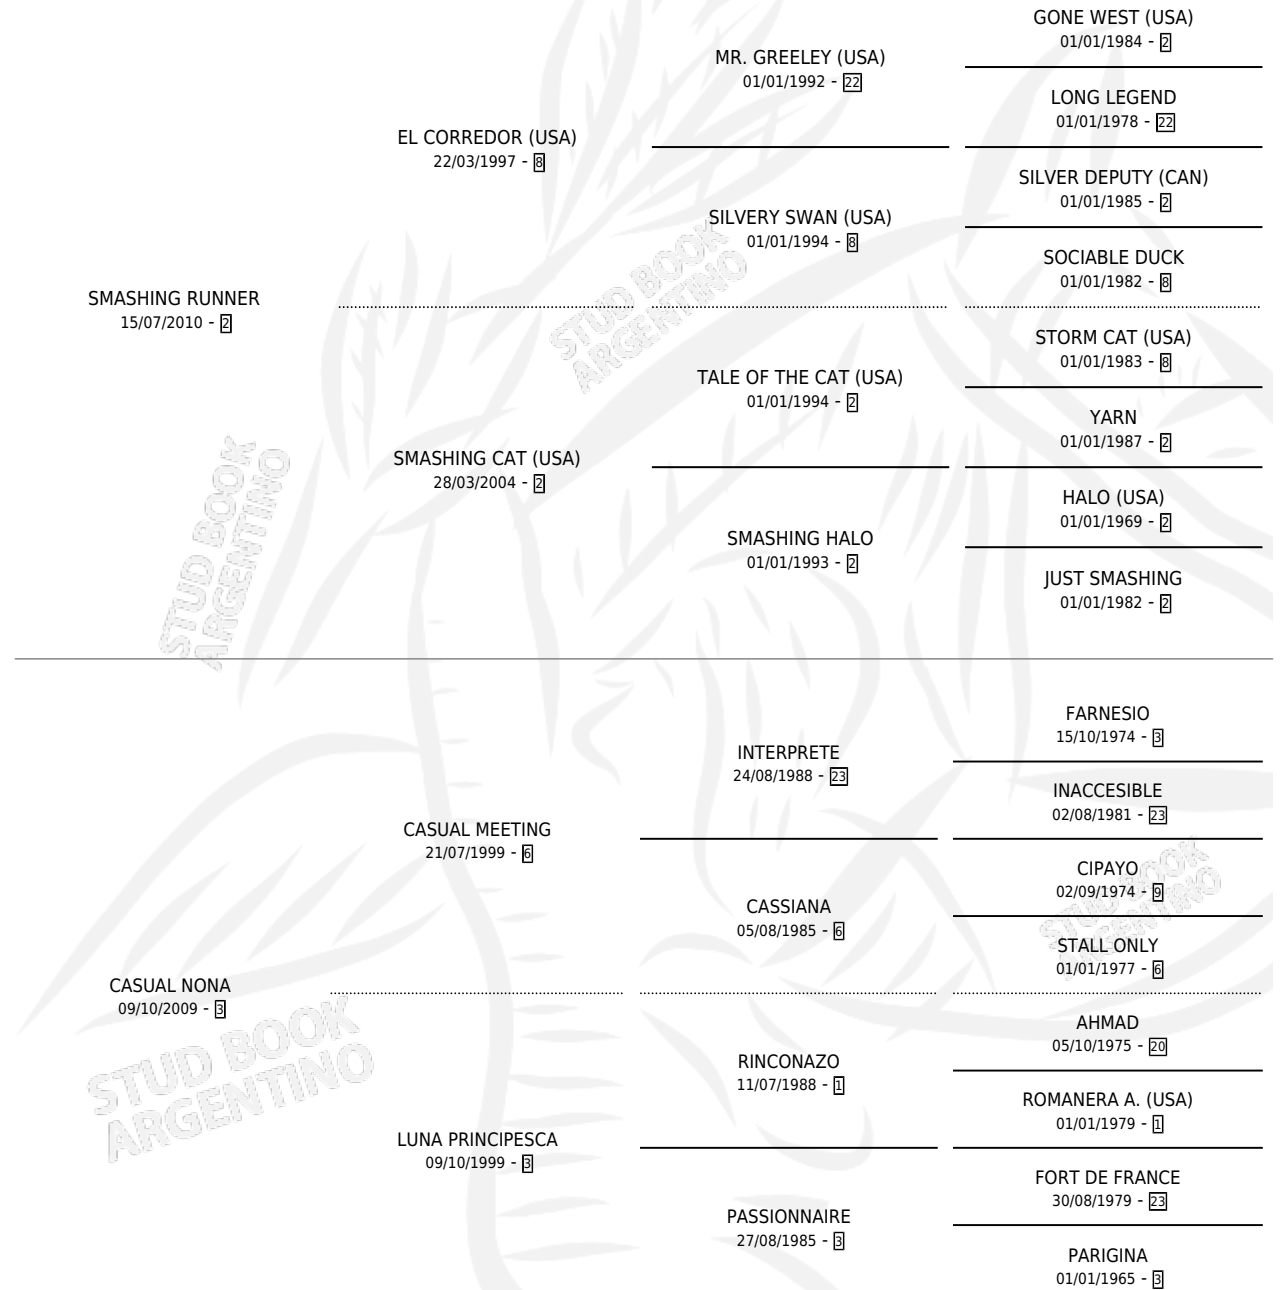 GONE WEST (USA)
01/01/1984 - 2
MR. GREELEY (USA)
01/01/1992 - 22
LONG LEGEND
01/01/1978 - 22
EL CORREDOR (USA)
22/03/1997 - 8
SILVER DEPUTY (CAN)
01/01/1985 - 2
SILVERY SWAN (USA)
01/01/1994 - 8
SOCIABLE DUCK
01/01/1982 - 8
SMASHING RUNNER
15/07/2010 - 2
STUD BOOK
ARGENTINO
STORM CAT (USA)
01/01/1983 - 8
TALE OF THE CAT (USA)
01/01/1994 - 2
YARN
01/01/1987 - 2
SMASHING CAT (USA)
28/03/2004 - 2
HALO (USA)
01/01/1969 - 2
SMASHING HALO
01/01/1993 - 2
JUST SMASHING
01/01/1982 - 2
STUD BOOK
ARGENTINO
FARNESIO
15/10/1974 - 3
INTERPRETE
24/08/1988 - 23
INACCESIBLE
02/08/1981 - 23
CASUAL MEETING
21/07/1999 - 6
CIPAYO
02/09/1974 - 9
CASSIANA
05/08/1985 - 6
STALL ONLY
01/01/1977 - 6
STUD BOOK
ARGENTINO
CASUAL NONA
09/10/2009 - 3
AHMAD
05/10/1975 - 20
RINCONAZO
11/07/1988 - 1
ROMANERA A. (USA)
01/01/1979 - 1
STUD BOOK
ARGENTINO
LUNA PRINCIPESCA
09/10/1999 - 3
FORT DE FRANCE
30/08/1979 - 23
PASSIONNAIRE
27/08/1985 - 3
PARIGINA
01/01/1965 - 3